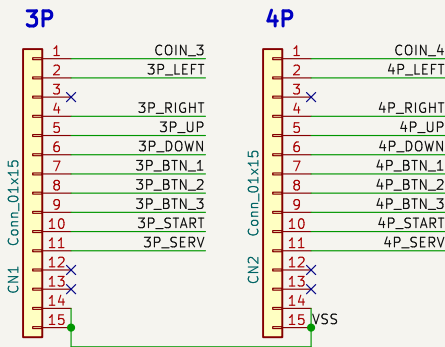 3P
4P
1 COIN_3
2 3P_LEFT
3
4 3P_RIGHT
5 3P_UP
6 3P_DOWN
7 3P_BTN_1
8 3P_BTN_2
9 3P_BTN_3
10 3P_START
11 3P_SERV
12
13
14
15
Conn_01x15
CN1
1 COIN_4
2 4P_LEFT
3
4 4P_RIGHT
5 4P_UP
6 4P_DOWN
7 4P_BTN_1
8 4P_BTN_2
9 4P_BTN_3
10 4P_START
11 4P_SERV
12
13
14
15 VSS
Conn_01x15
CN2